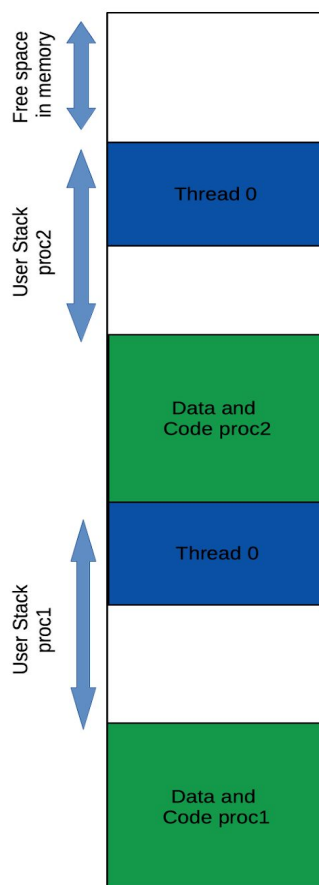 Free space
in memory
Thread 0
User Stack
proc2
Data and
Code proc2
Thread 0
User Stack
proc1
Data and
Code proc1